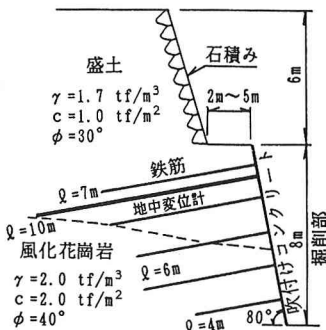 盛土
γ=1.7 tf/m³
c=1.0 tf/m²
φ=30°
石積み
2m～5m
6m
鉄筋
ℓ=7m
地中変位計
ℓ=10m
風化花崗岩
γ=2.0 tf/m³
c=2.0 tf/m²
φ=40°
ℓ=6m
ℓ=4m
80°
吹付けコンクリート
8m
掘削部